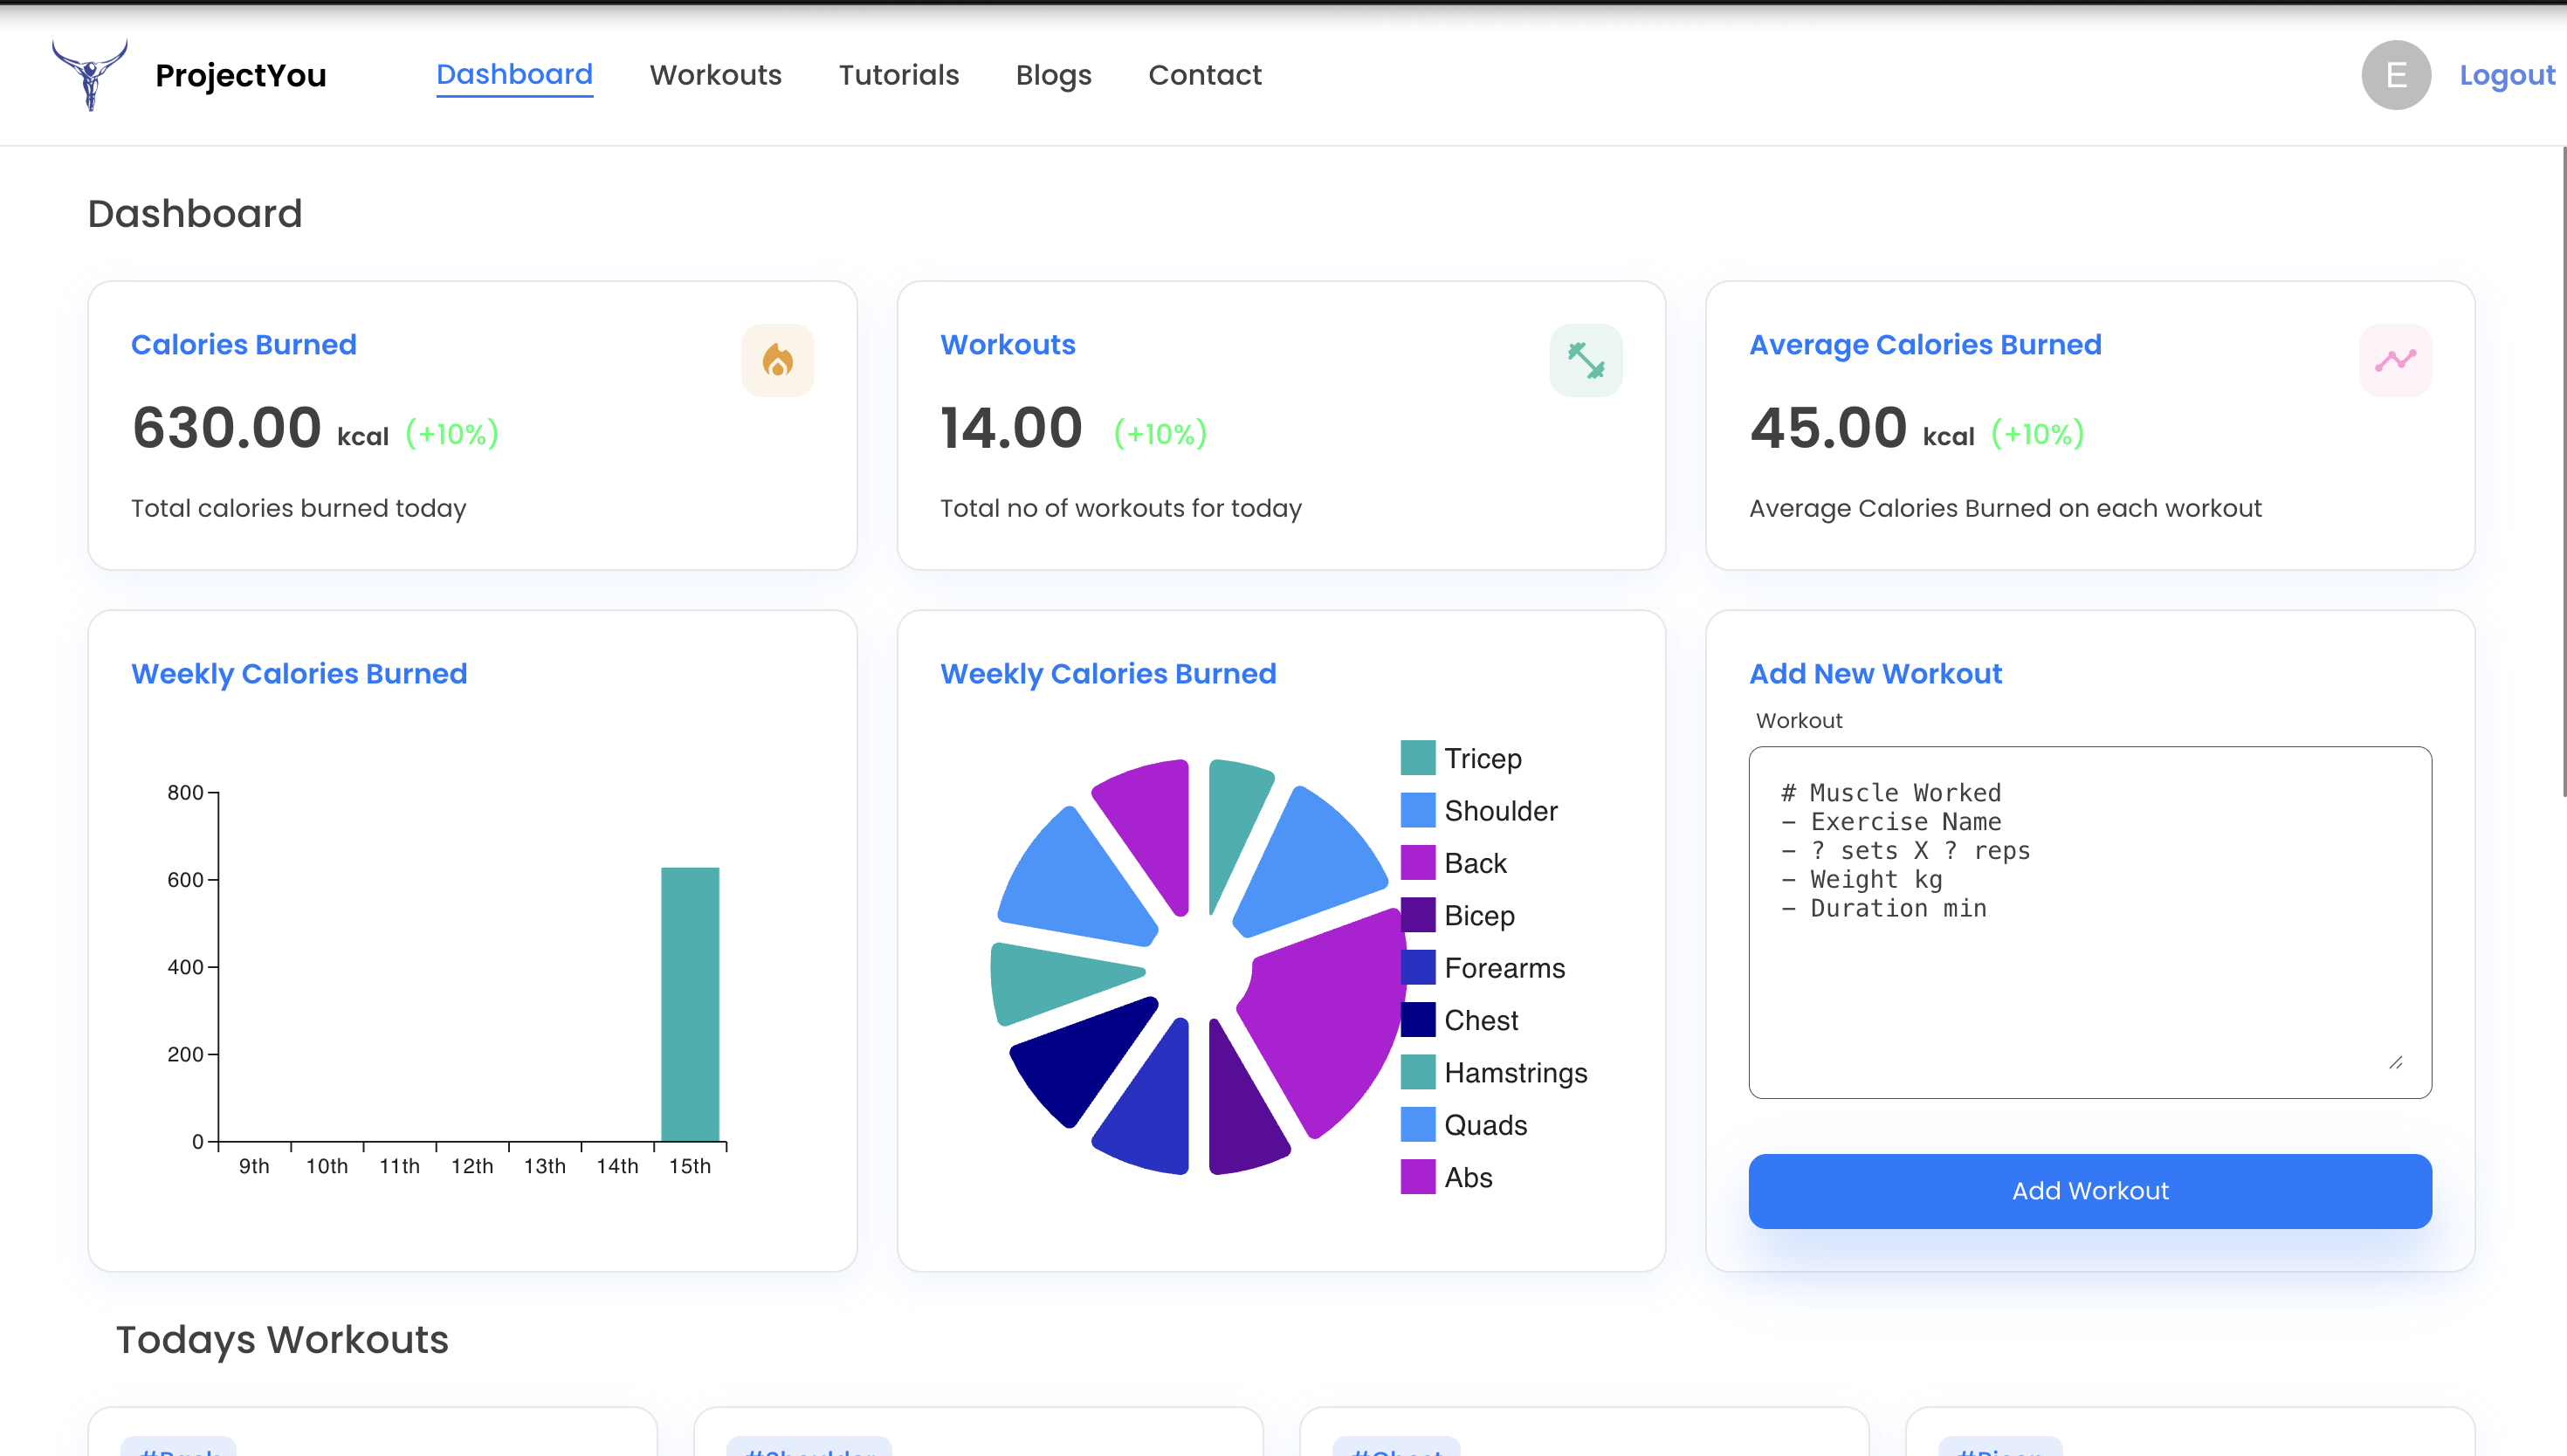 ProjectYou
Dashboard
Workouts
Tutorials
Blogs
Contact
E
Logout
Dashboard
Calories Burned
630.00 kcal (+10%)
Total calories burned today
Workouts
14.00 (+10%)
Total no of workouts for today
Average Calories Burned
45.00 kcal (+10%)
Average Calories Burned on each workout
Weekly Calories Burned
800
600
400
200
0
9th
10th
11th
12th
13th
14th
15th
Weekly Calories Burned
Tricep
Shoulder
Back
Bicep
Forearms
Chest
Hamstrings
Quads
Abs
Add New Workout
Workout
# Muscle Worked
- Exercise Name
- ? sets X ? reps
- Weight kg
- Duration min
Add Workout
Todays Workouts